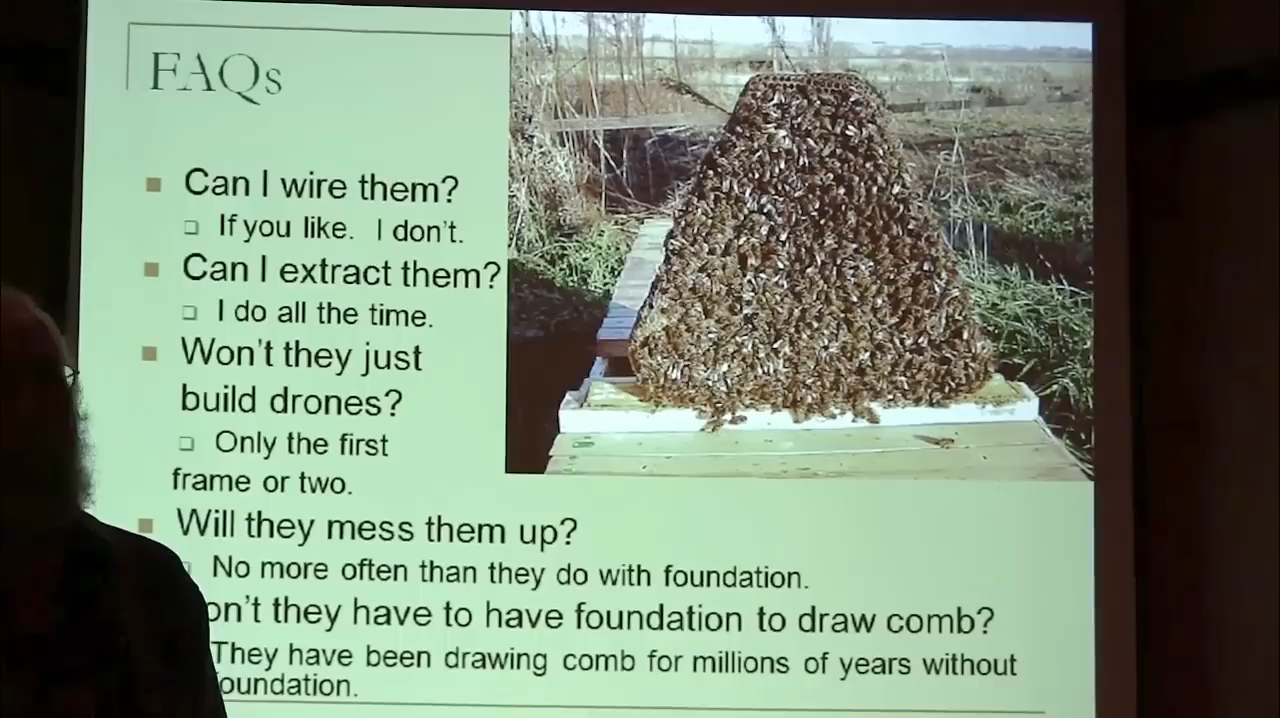 FAQs
Can I wire them?
If you like. I don't.
Can I extract them?
I do all the time.
Won't they just
build drones?
Only the first
frame or two.
Will they mess them up?
No more often than they do with foundation.
on't they have to have foundation to draw comb?
They have been drawing comb for millions of years without
oundation.